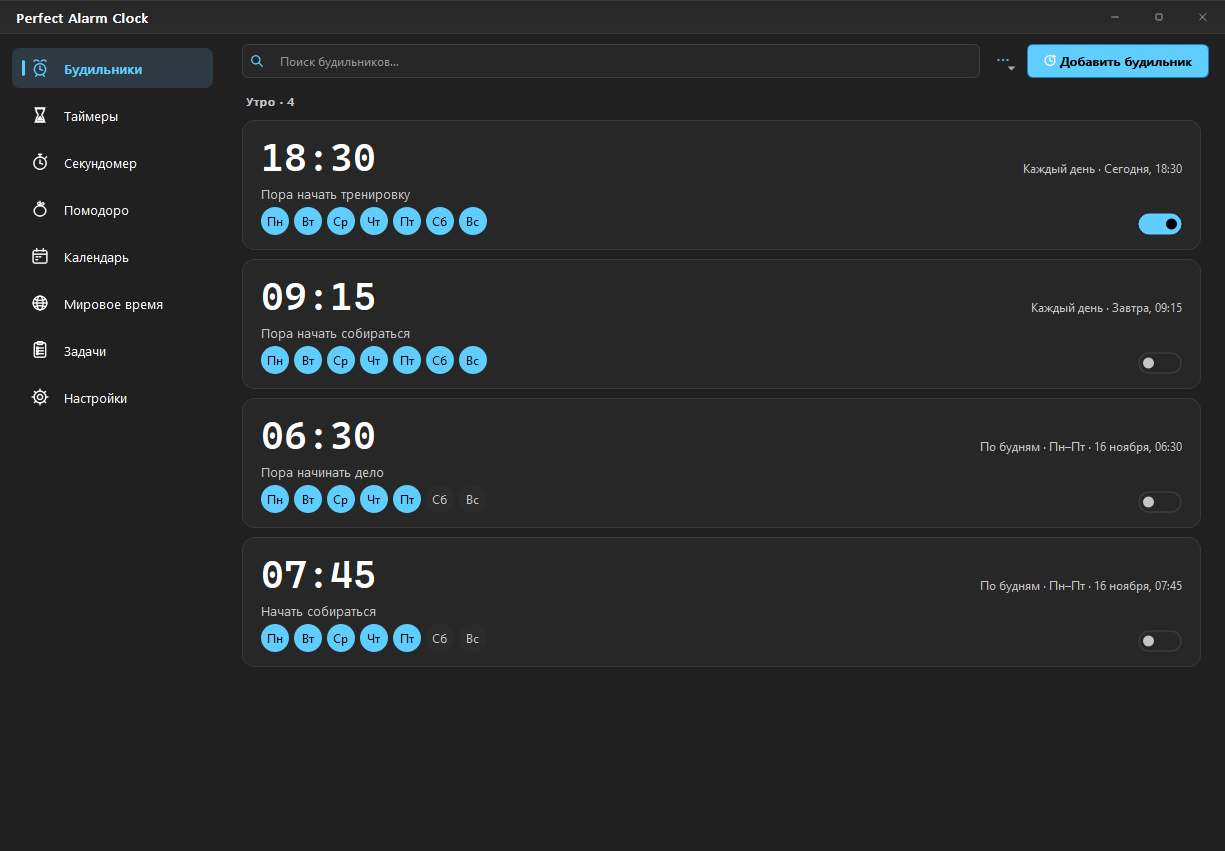 Perfect Alarm Clock
Будильники
Таймеры
Секундомер
Помодоро
Календарь
Мировое время
Задачи
Настройки
Поиск будильников...
Добавить будильник
Утро · 4
18:30
Каждый день · Сегодня, 18:30
Пора начать тренировку
Пн Вт Ср Чт Пт Сб Вс
09:15
Каждый день · Завтра, 09:15
Пора начать собираться
Пн Вт Ср Чт Пт Сб Вс
06:30
По будням · Пн–Пт · 16 ноября, 06:30
Пора начинать дело
Пн Вт Ср Чт Пт Сб Вс
07:45
По будням · Пн–Пт · 16 ноября, 07:45
Начать собираться
Пн Вт Ср Чт Пт Сб Вс